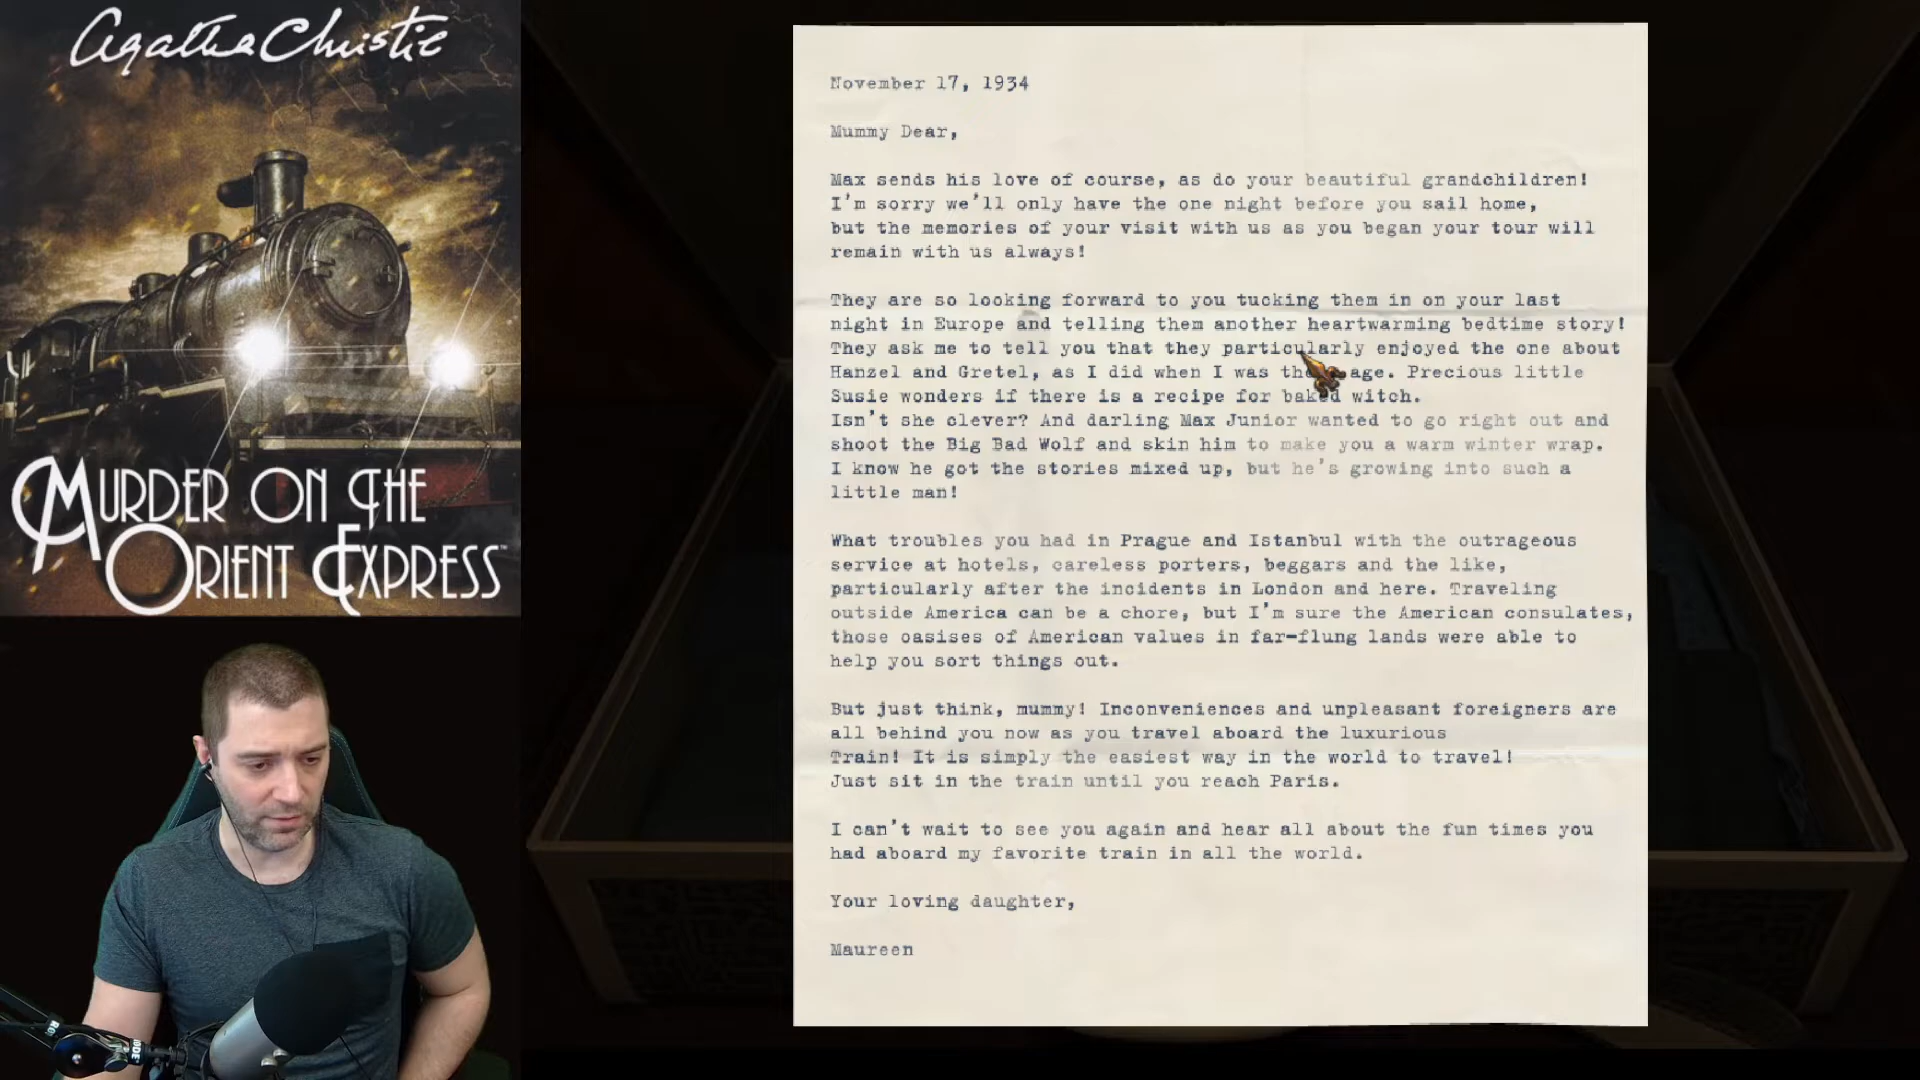 Agatha Christie
MURDER ON THE
ORIENT EXPRESS™
November 17, 1934
Mummy Dear,
Max sends his love of course, as do your beautiful grandchildren!
I'm sorry we'll only have the one night before you sail home,
but the memories of your visit with us as you began your tour will
remain with us always!
They are so looking forward to you tucking them in on your last
night in Europe and telling them another heartwarming bedtime story!
They ask me to tell you that they particularly enjoyed the one about
Hanzel and Gretel, as I did when I was age. Precious little
Susie wonders if there is a recipe for baked witch.
Isn't she clever? And darling Max Junior wanted to go right out and
shoot the Big Bad Wolf and skin him to make you a warm winter wrap.
I know he got the stories mixed up, but he's growing into such a
little man!
What troubles you had in Prague and Istanbul with the outrageous
service at hotels, careless porters, beggars and the like,
particularly after the incidents in London and here. Traveling
outside America can be a chore, but I'm sure the American consulates,
those oasises of American values in far-flung lands were able to
help you sort things out.
But just think, mummy! Inconveniences and unpleasant foreigners are
all behind you now as you travel aboard the luxurious
Train! It is simply the easiest way in the world to travel!
Just sit in the train until you reach Paris.
I can't wait to see you again and hear all about the fun times you
had aboard my favorite train in all the world.
Your loving daughter,
Maureen